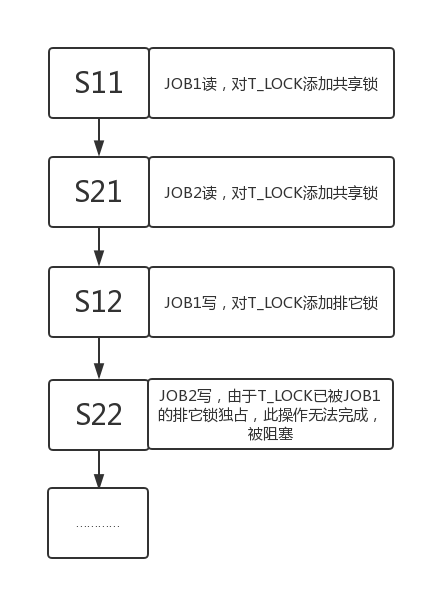 S11
JOB1读，对T_LOCK添加共享锁
S21
JOB2读，对T_LOCK添加共享锁
S12
JOB1写，对T_LOCK添加排它锁
S22
JOB2写，由于T_LOCK已被JOB1
的排它锁独占，此操作无法完成，
被阻塞
…………